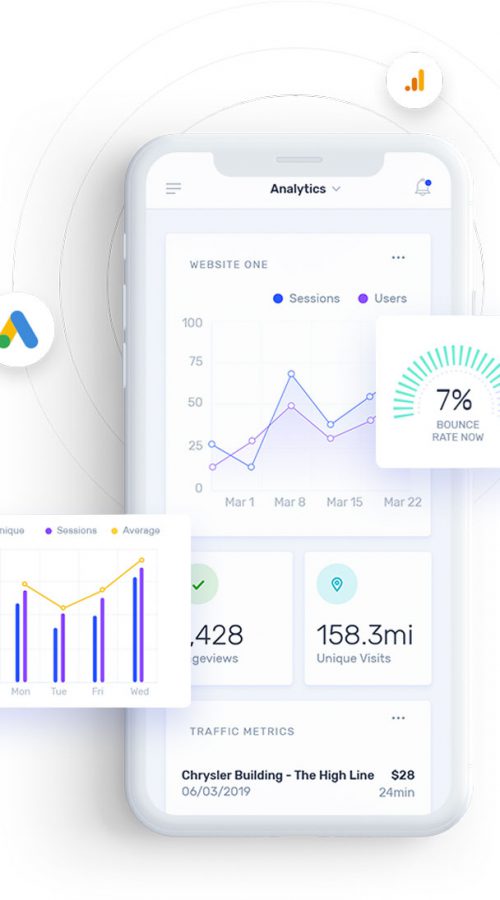 Analytics
WEBSITE ONE
Sessions Users
100
75
50
25
0
Mar 1 Mar 8 Mar 15 Mar 22
7%
BOUNCE
RATE NOW
nique Sessions Average
Mon Tue Fri Wed
,428
geviews
158.3mi
Unique Visits
TRAFFIC METRICS
Chrysler Building - The High Line $28
06/03/2019 24min